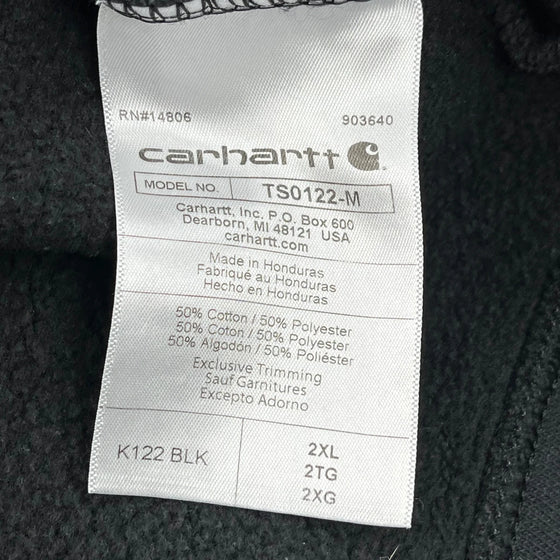 RN#14806 903640
carhartt
MODEL NO. TS0122-M
Carhartt, Inc. P.O. Box 600
Dearborn, MI 48121 USA
carhartt.com
Made in Honduras
Fabriqué au Honduras
Hecho en Honduras
50% Cotton / 50% Polyester
50% Coton / 50% Polyester
50% Algodón / 50% Poliéster
Exclusive Trimming
Sauf Garnitures
Excepto Adorno
K122 BLK
2XL
2TG
2XG